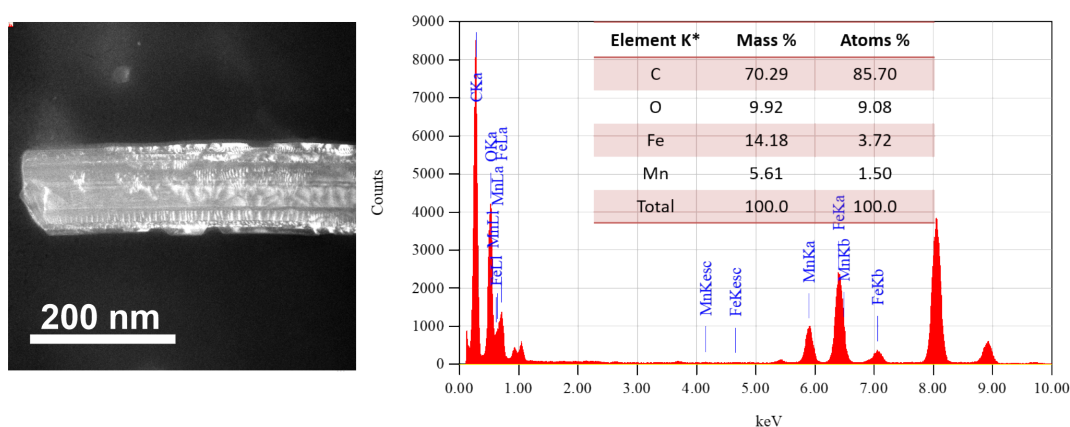 200 nm
Counts
9000
8000
7000
6000
5000
4000
3000
2000
1000
0
Element K* Mass % Atoms %
C 70.29 85.70
O 9.92 9.08
Fe 14.18 3.72
Mn 5.61 1.50
Total 100.0 100.0
CKa
OKa
FeLa
MnLa
MnLl
FeLl
MnKesc
FeKesc
MnKa
FeKa
MnKb
FeKb
0.00 1.00 2.00 3.00 4.00 5.00 6.00 7.00 8.00 9.00 10.00
keV